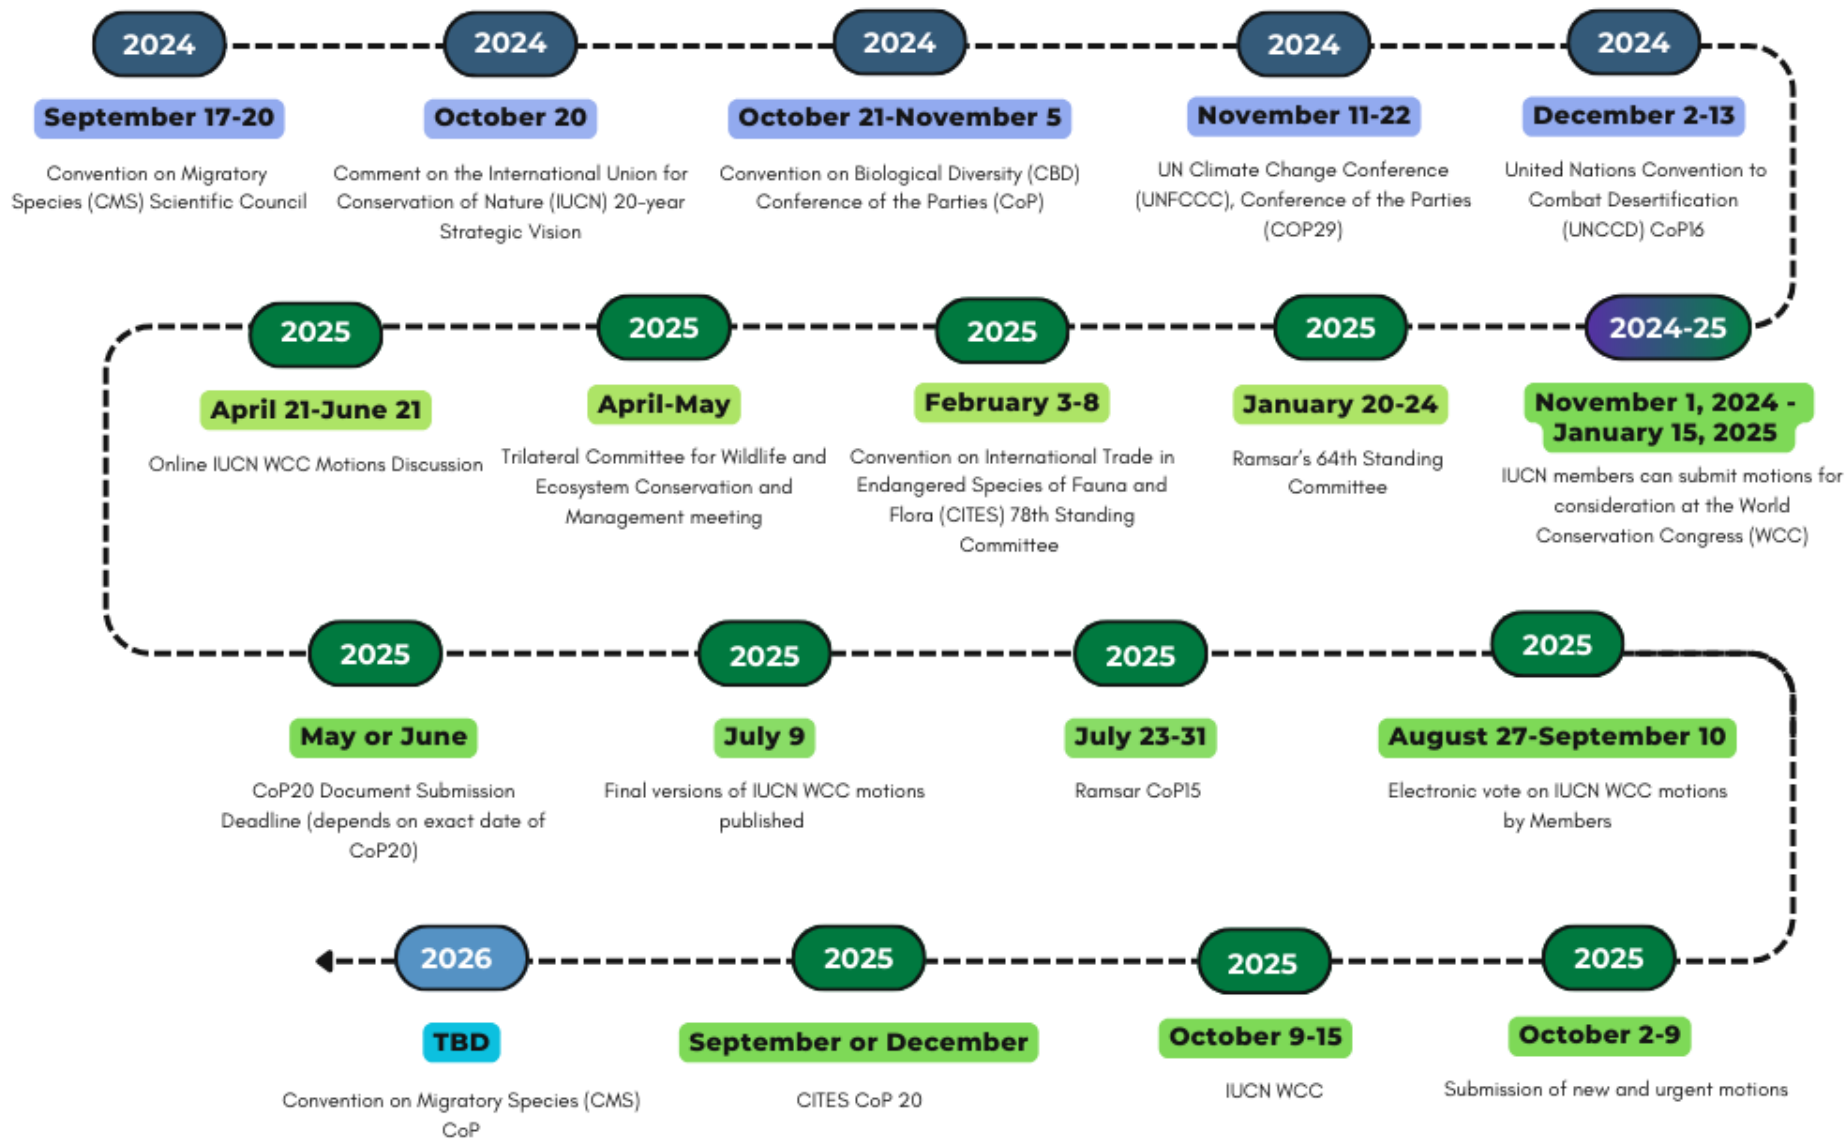 2024
September 17-20
Convention on Migratory
Species (CMS) Scientific Council
2024
October 20
Comment on the International Union for
Conservation of Nature (IUCN) 20-year
Strategic Vision
2024
October 21-November 5
Convention on Biological Diversity (CBD)
Conference of the Parties (CoP)
2024
November 11-22
UN Climate Change Conference
(UNFCCC), Conference of the Parties
(COP29)
2024
December 2-13
United Nations Convention to
Combat Desertification
(UNCCD) CoP16
2024-25
November 1, 2024 -
January 15, 2025
IUCN members can submit motions for
consideration at the World
Conservation Congress (WCC)
2025
January 20-24
Ramsar's 64th Standing
Committee
2025
February 3-8
Convention on International Trade in
Endangered Species of Fauna and
Flora (CITES) 78th Standing
Committee
2025
April-May
Trilateral Committee for Wildlife and
Ecosystem Conservation and
Management meeting
2025
April 21-June 21
Online IUCN WCC Motions Discussion
2025
May or June
CoP20 Document Submission
Deadline (depends on exact date of
CoP20)
2025
July 9
Final versions of IUCN WCC motions
published
2025
July 23-31
Ramsar CoP15
2025
August 27-September 10
Electronic vote on IUCN WCC motions
by Members
2025
October 2-9
Submission of new and urgent motions
2025
October 9-15
IUCN WCC
2025
September or December
CITES CoP 20
2026
TBD
Convention on Migratory Species (CMS)
CoP